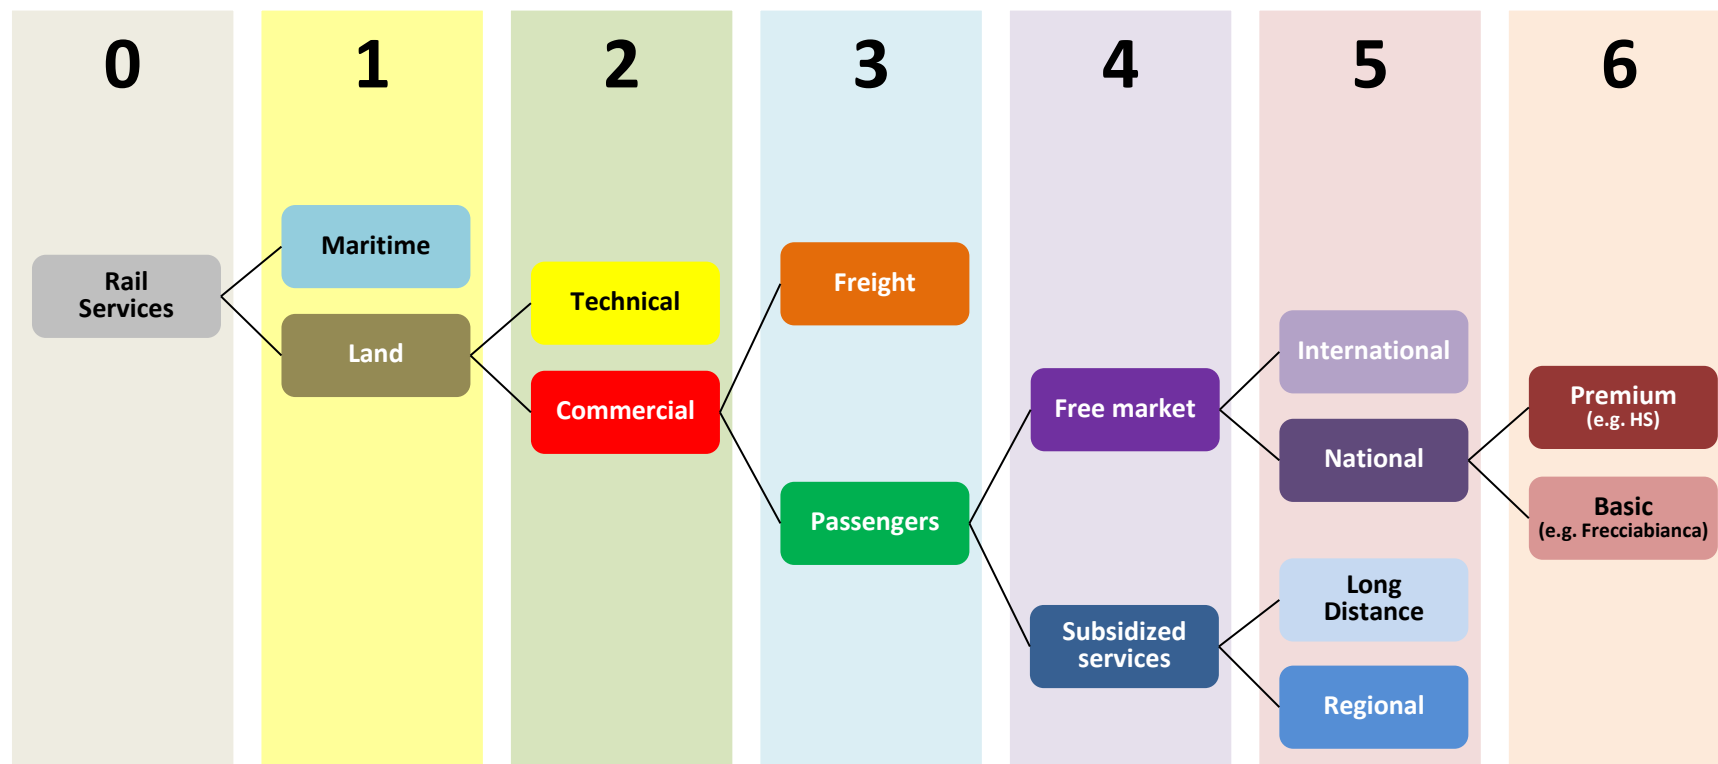 0
1
2
3
4
5
6
Rail
Services
Maritime
Land
Technical
Commercial
Freight
Passengers
Free market
Subsidized
services
International
National
Long
Distance
Regional
Premium
(e.g. HS)
Basic
(e.g. Frecciabianca)